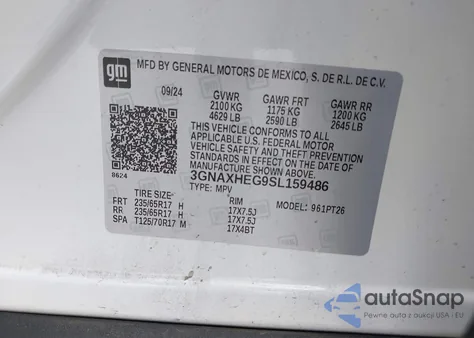 gm
MFD BY GENERAL MOTORS DE MEXICO, S. DE R.L. DE C.V.
09/24 GVWR GAWR FRT GAWR RR
2100 KG 1175 KG 1200 KG
4629 LB 2590 LB 2645 LB
THIS VEHICLE CONFORMS TO ALL APPLICABLE
U.S. FEDERAL MOTOR
VEHICLE SAFETY AND THEFT PREVENTION
STANDARDS IN EFFECT ON THE DATE OF
MANUFACTURE SHOWN ABOVE.
3GNAXHEG9SL159486
8624 TYPE: MPV
TIRE SIZE RIM MODEL: 961PT26
FRT 235/65R17 H 17X7.5J
RR 235/65R17 H 17X7.5J
SPA T125/70R17 M 17X4BT
autoSnap
Pewne auta z aukcji USA i EU